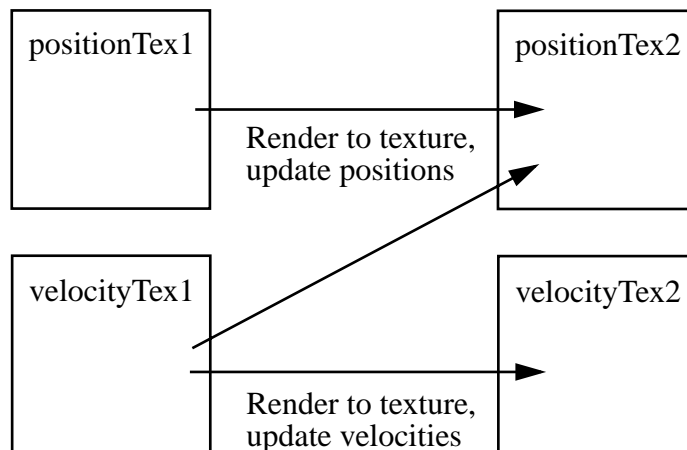 positionTex1
positionTex2
Render to texture,
update positions
velocityTex1
velocityTex2
Render to texture,
update velocities